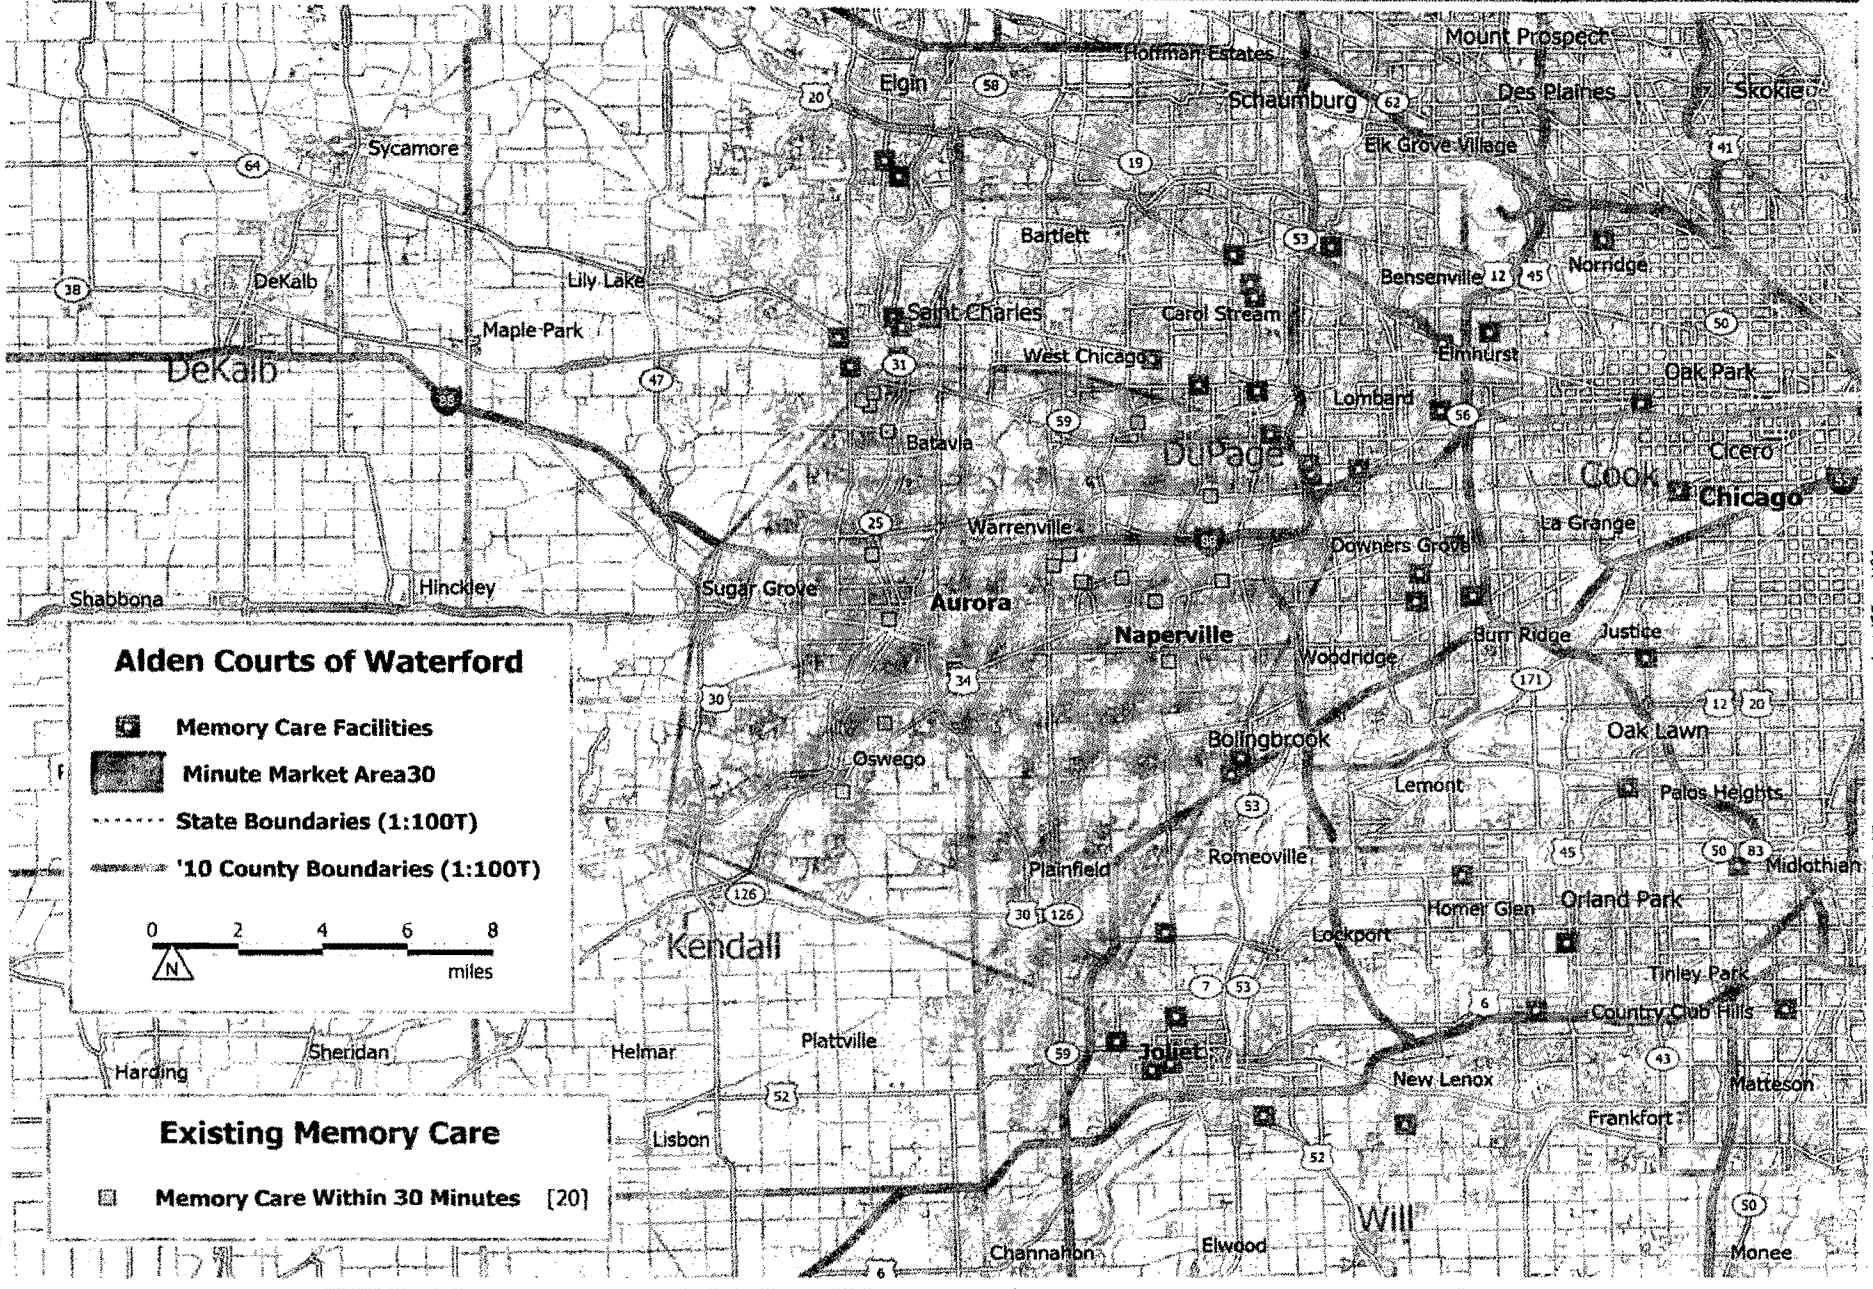 Mount Prospect
Hoffman Estates
Elgin
58
20
Schaumburg
62
Des Plaines
Skokie
Sycamore
Elk Grove Village
41
64
19
Bartlett
53
Norridge
Bensenville
12
45
DeKalb
Lily Lake
38
Saint Charles
Carol Stream
50
Maple Park
West Chicago
Elmhurst
31
DeKalb
47
Oak Park
Lombard
56
59
Batavia
DuPage
Cicero
Cook
Chicago
55
25
Warrenville
La Grange
Downers Grove
Hinckley
Sugar Grove
Shabbona
Aurora
Naperville
Burr Ridge
Justice
Woodridge
34
171
30
12
20
Bolingbrook
Oak Lawn
Oswego
Lemont
Palos Heights
53
Romeoville
45
50
83
Plainfield
Midlothian
126
30
126
Homer Glen
Orland Park
Kendall
Lockport
Tinley Park
7
53
6
Country Club Hills
Plattville
Sheridan
Helmar
59
Joliet
43
Harding
New Lenox
Matteson
52
Frankfort
Lisbon
52
Will
50
Channahon
Elwood
Monee
6
Alden Courts of Waterford
Memory Care Facilities
Minute Market Area30
State Boundaries (1:100T)
'10 County Boundaries (1:100T)
0 2 4 6 8
N
miles
Existing Memory Care
Memory Care Within 30 Minutes [20]